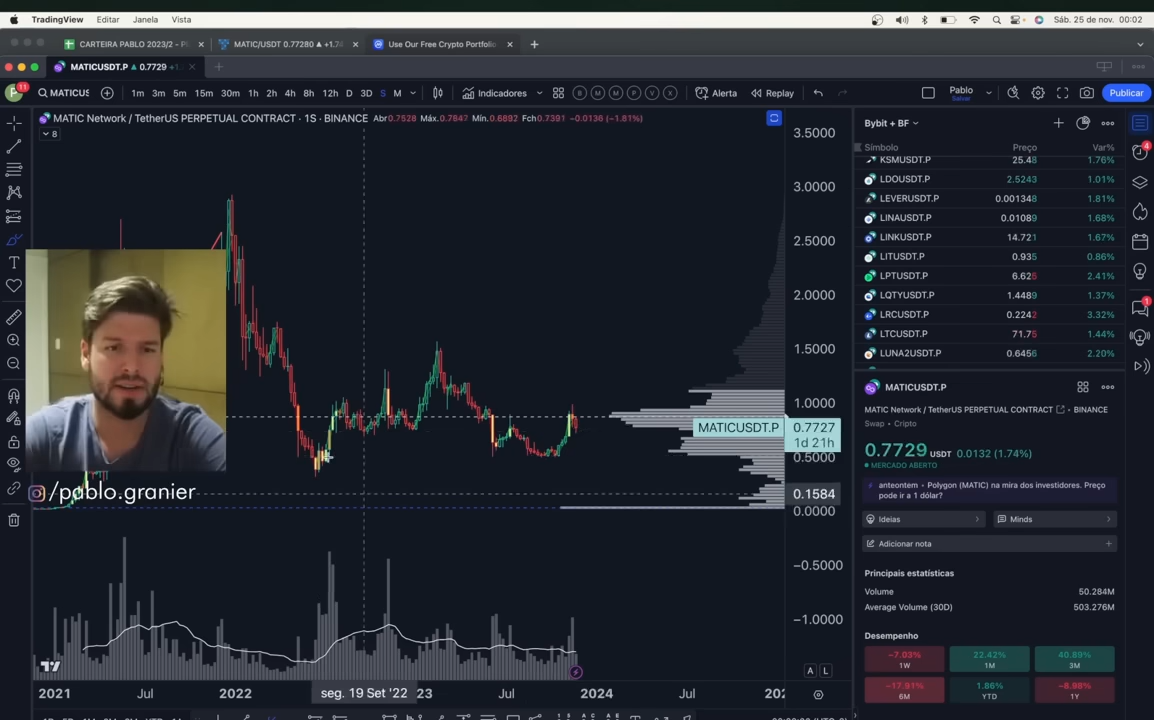 TradingView Editar Janela Vista Sáb. 25 de nov. 00:02
CARTEIRA PABLO 2023/2 - Pl × MATIC/USDT 0.77280 ▲ +1.74 × Use Our Free Crypto Portfolio × +
MATICUSDT.P ▲ 0.7729 +1. × +
P 11 MATICUS 1m 3m 5m 15m 30m 1h 2h 4h 8h 12h D 3D S M Indicadores B M M P V X Alerta Replay Pablo Salvar Publicar
MATIC Network / TetherUS PERPETUAL CONTRACT · 1S · BINANCE Abr0.7528 Máx.0.7847 Mín.0.6892 Fch0.7391 −0.0136 (−1.81%)
8
3.5000
3.0000
2.5000
2.0000
1.5000
1.0000
MATICUSDT.P 0.7727
1d 21h
0.5000
0.1584
0.0000
−0.5000
−1.0000
/pablo.granier
A L
2021 Jul 2022 seg. 19 Set '22 23 Jul 2024 Jul 202
Bybit + BF
Símbolo Preço Var%
KSMUSDT.P 25.48 1.76%
LDOUSDT.P 2.5243 1.01%
LEVERUSDT.P 0.001348 1.81%
LINAUSDT.P 0.01089 1.68%
LINKUSDT.P 14.721 1.67%
LITUSDT.P 0.935 0.86%
LPTUSDT.P 6.625 2.41%
LQTYUSDT.P 1.4489 1.37%
LRCUSDT.P 0.2242 3.32%
LTCUSDT.P 71.75 1.44%
LUNA2USDT.P 0.6456 2.20%
4
1
MATICUSDT.P
MATIC Network / TetherUS PERPETUAL CONTRACT • BINANCE
Swap • Cripto
0.7729 USDT 0.0132 (1.74%)
MERCADO ABERTO
anteontem • Polygon (MATIC) na mira dos investidores. Preço
pode ir a 1 dólar?
Ideias Minds
Adicionar nota
Principais estatísticas
Volume 50.284M
Average Volume (30D) 503.276M
Desempenho
−7.03% 22.42% 40.89%
1W 1M 3M
−17.91% 1.86% −8.98%
6M YTD 1Y